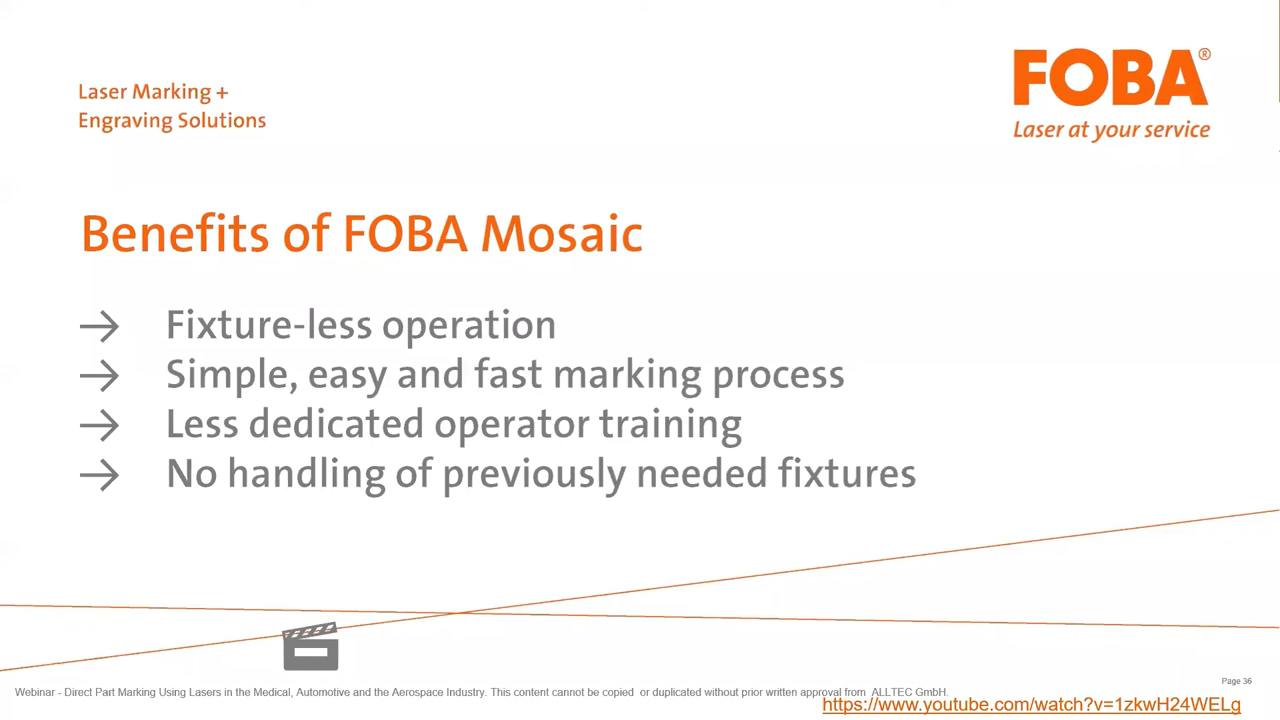 Laser Marking +
Engraving Solutions
FOBA®
Laser at your service
Benefits of FOBA Mosaic
→ Fixture-less operation
→ Simple, easy and fast marking process
→ Less dedicated operator training
→ No handling of previously needed fixtures
Page 36
Webinar - Direct Part Marking Using Lasers in the Medical, Automotive and the Aerospace Industry. This content cannot be copied or duplicated without prior written approval from ALLTEC GmbH.
https://www.youtube.com/watch?v=1zkwH24WELg